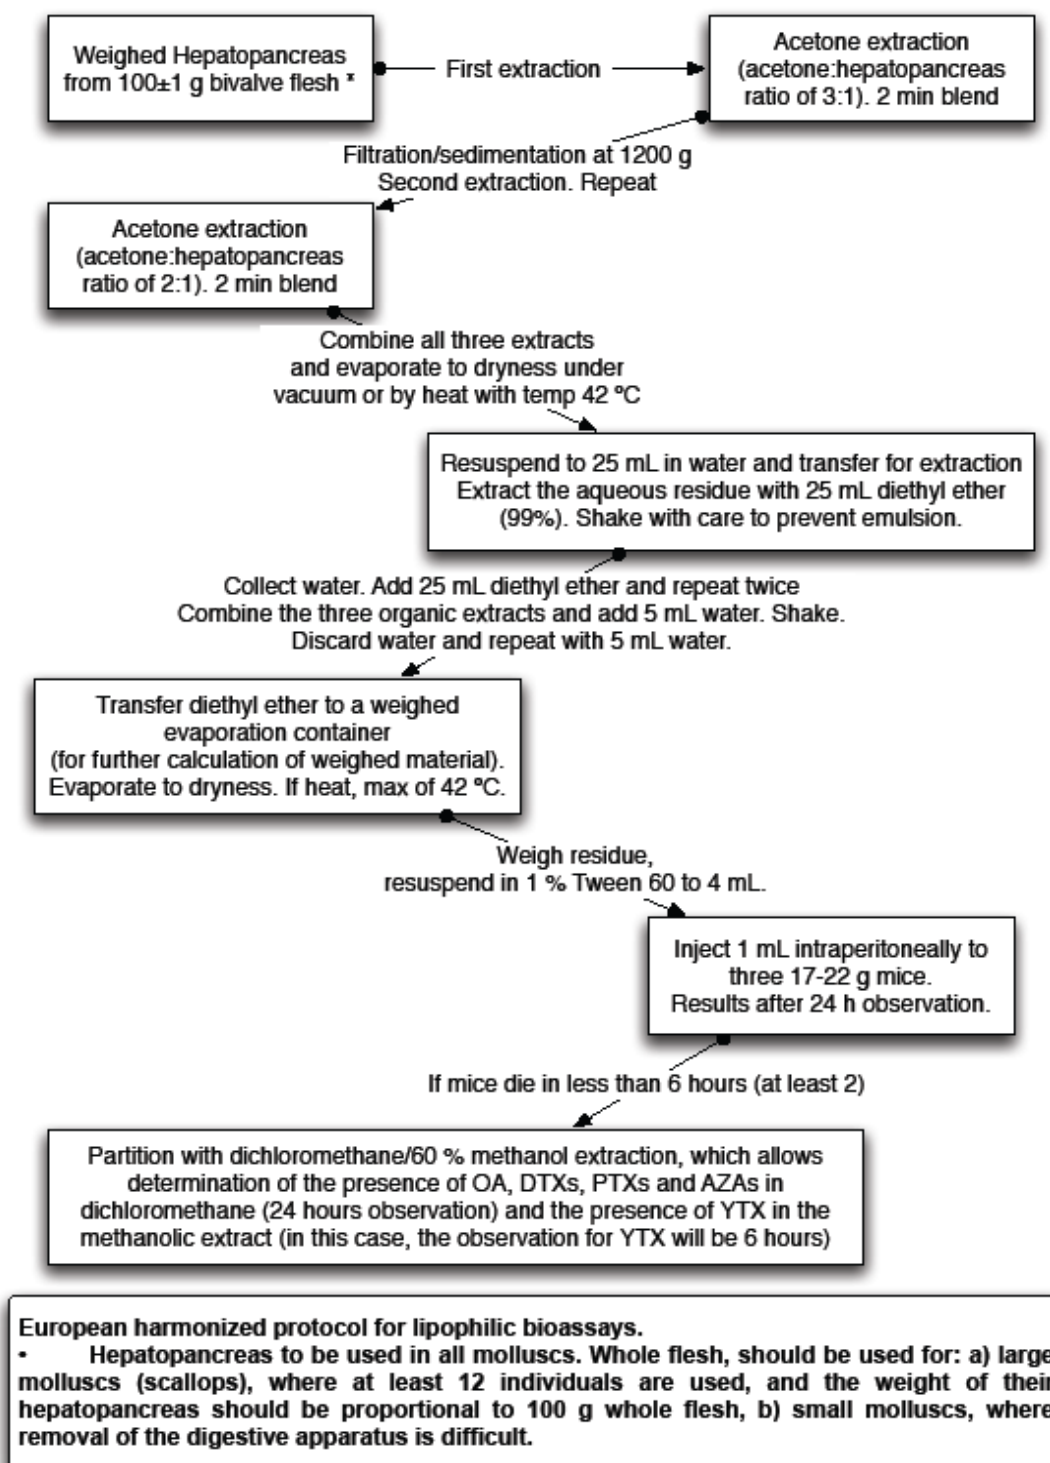 Weighed Hepatopancreas
from 100±1 g bivalve flesh *
First extraction
Acetone extraction
(acetone:hepatopancreas
ratio of 3:1). 2 min blend
Filtration/sedimentation at 1200 g
Second extraction. Repeat
Acetone extraction
(acetone:hepatopancreas
ratio of 2:1). 2 min blend
Combine all three extracts
and evaporate to dryness under
vacuum or by heat with temp 42 ºC
Resuspend to 25 mL in water and transfer for extraction
Extract the aqueous residue with 25 mL diethyl ether
(99%). Shake with care to prevent emulsion.
Collect water. Add 25 mL diethyl ether and repeat twice
Combine the three organic extracts and add 5 mL water. Shake.
Discard water and repeat with 5 mL water.
Transfer diethyl ether to a weighed
evaporation container
(for further calculation of weighed material).
Evaporate to dryness. If heat, max of 42 ºC.
Weigh residue,
resuspend in 1 % Tween 60 to 4 mL.
Inject 1 mL intraperitoneally to
three 17-22 g mice.
Results after 24 h observation.
If mice die in less than 6 hours (at least 2)
Partition with dichloromethane/60 % methanol extraction, which allows
determination of the presence of OA, DTXs, PTXs and AZAs in
dichloromethane (24 hours observation) and the presence of YTX in the
methanolic extract (in this case, the observation for YTX will be 6 hours)
European harmonized protocol for lipophilic bioassays.
• Hepatopancreas to be used in all molluscs. Whole flesh, should be used for: a) large
molluscs (scallops), where at least 12 individuals are used, and the weight of their
hepatopancreas should be proportional to 100 g whole flesh, b) small molluscs, where
removal of the digestive apparatus is difficult.